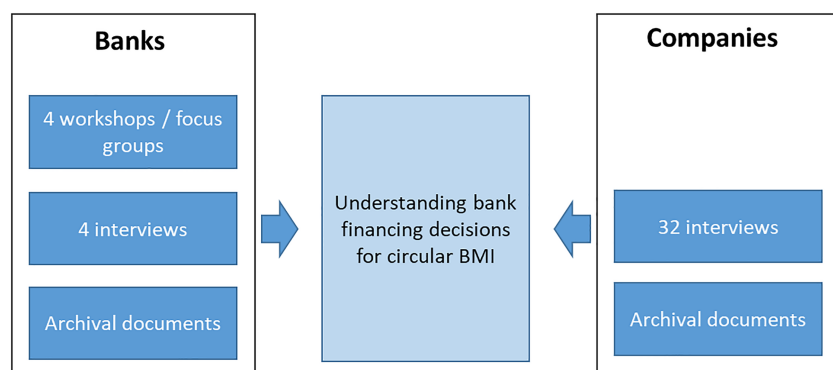 Banks
4 workshops / focus
groups
4 interviews
Archival documents
Understanding bank
financing decisions
for circular BMI
Companies
32 interviews
Archival documents